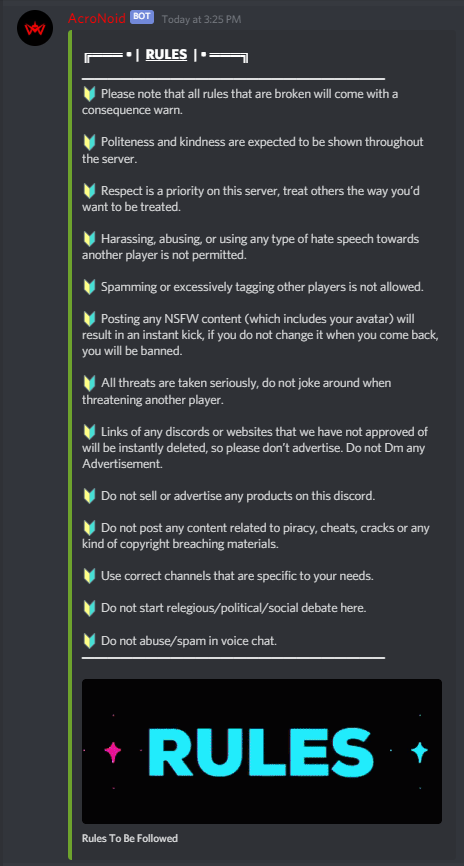 AcroNoid BOT Today at 3:25 PM
╔════ • | RULES | • ════╗
🔰 Please note that all rules that are broken will come with a
consequence warn.
🔰 Politeness and kindness are expected to be shown throughout
the server.
🔰 Respect is a priority on this server, treat others the way you'd
want to be treated.
🔰 Harassing, abusing, or using any type of hate speech towards
another player is not permitted.
🔰 Spamming or excessively tagging other players is not allowed.
🔰 Posting any NSFW content (which includes your avatar) will
result in an instant kick, if you do not change it when you come back,
you will be banned.
🔰 All threats are taken seriously, do not joke around when
threatening another player.
🔰 Links of any discords or websites that we have not approved of
will be instantly deleted, so please don't advertise. Do not Dm any
Advertisement.
🔰 Do not sell or advertise any products on this discord.
🔰 Do not post any content related to piracy, cheats, cracks or any
kind of copyright breaching materials.
🔰 Use correct channels that are specific to your needs.
🔰 Do not start relegious/political/social debate here.
🔰 Do not abuse/spam in voice chat.
RULES
Rules To Be Followed